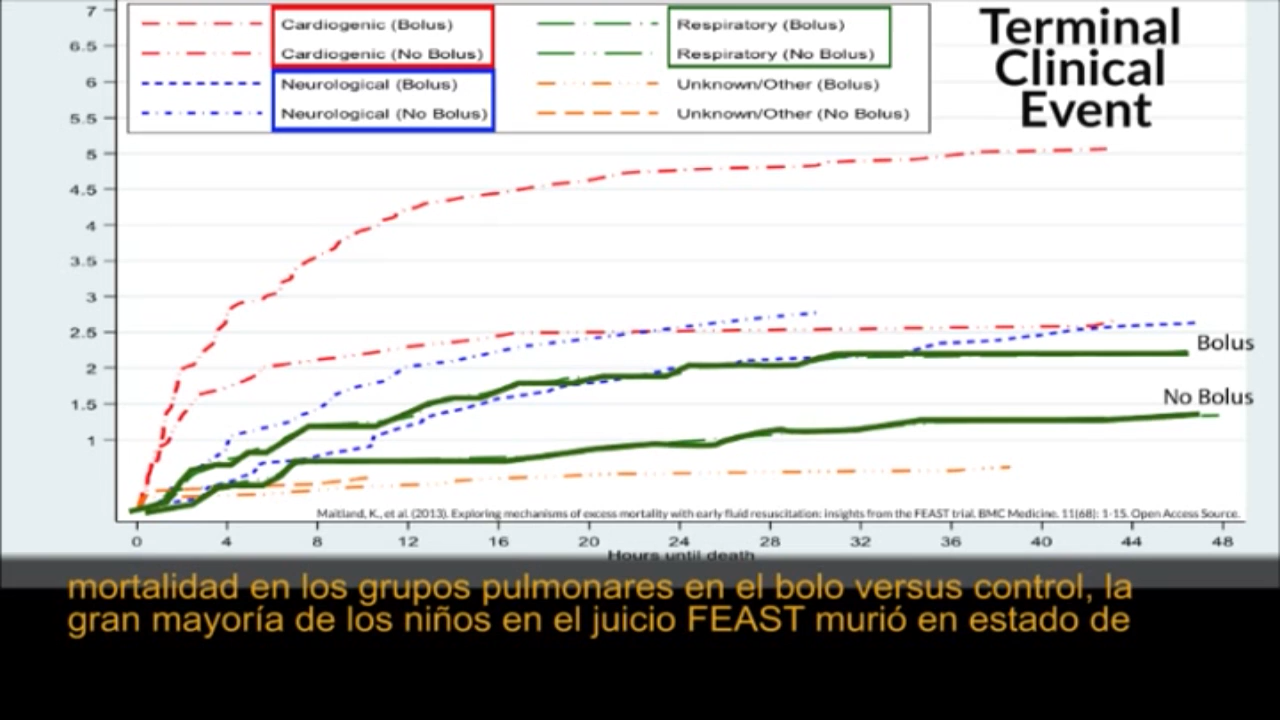 7
6.5
6
5.5
5
4.5
4
3.5
3
2.5
2
1.5
1
Cardiogenic (Bolus)
Cardiogenic (No Bolus)
Neurological (Bolus)
Neurological (No Bolus)
Respiratory (Bolus)
Respiratory (No Bolus)
Unknown/Other (Bolus)
Unknown/Other (No Bolus)
Terminal
Clinical
Event
Bolus
No Bolus
Maitland, K., et al. (2013). Exploring mechanisms of excess mortality with early fluid resuscitation: insights from the FEAST trial. BMC Medicine. 11(68): 1-15. Open Access Source.
0 4 8 12 16 20 24 28 32 36 40 44 48
Hours until death
mortalidad en los grupos pulmonares en el bolo versus control, la
gran mayoría de los niños en el juicio FEAST murió en estado de